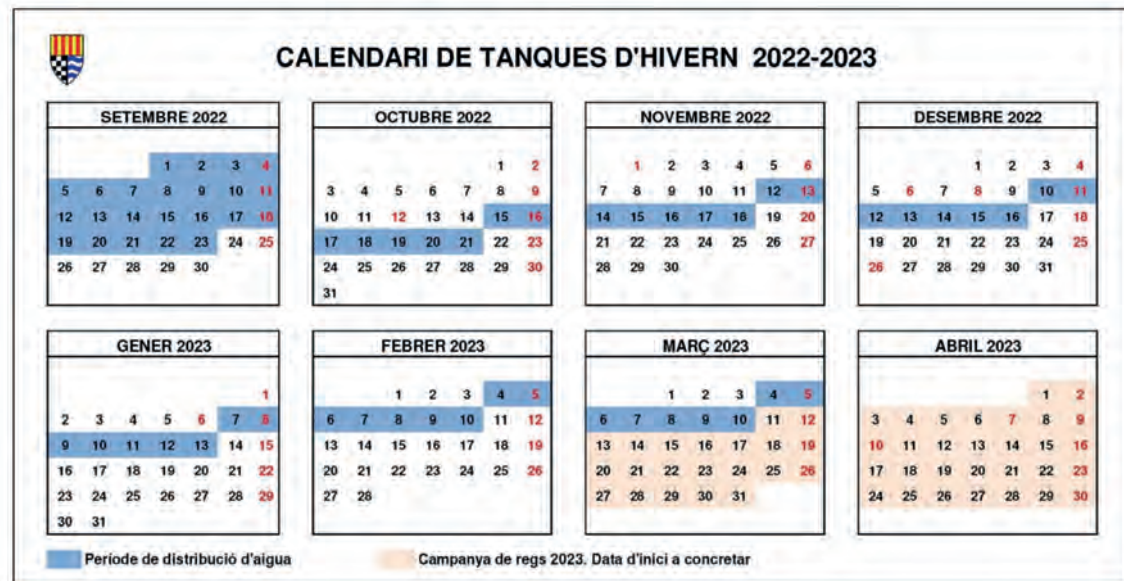 CALENDARI DE TANQUES D'HIVERN 2022-2023
SETEMBRE 2022
1 2 3 4
5 6 7 8 9 10 11
12 13 14 15 16 17 18
19 20 21 22 23 24 25
26 27 28 29 30
OCTUBRE 2022
1 2
3 4 5 6 7 8 9
10 11 12 13 14 15 16
17 18 19 20 21 22 23
24 25 26 27 28 29 30
31
NOVEMBRE 2022
1 2 3 4 5 6
7 8 9 10 11 12 13
14 15 16 17 18 19 20
21 22 23 24 25 26 27
28 29 30
DESEMBRE 2022
1 2 3 4
5 6 7 8 9 10 11
12 13 14 15 16 17 18
19 20 21 22 23 24 25
26 27 28 29 30 31
GENER 2023
1
2 3 4 5 6 7 8
9 10 11 12 13 14 15
16 17 18 19 20 21 22
23 24 25 26 27 28 29
30 31
FEBRER 2023
1 2 3 4 5
6 7 8 9 10 11 12
13 14 15 16 17 18 19
20 21 22 23 24 25 26
27 28
MARÇ 2023
1 2 3 4 5
6 7 8 9 10 11 12
13 14 15 16 17 18 19
20 21 22 23 24 25 26
27 28 29 30 31
ABRIL 2023
1 2
3 4 5 6 7 8 9
10 11 12 13 14 15 16
17 18 19 20 21 22 23
24 25 26 27 28 29 30
Període de distribució d'aigua
Campanya de regs 2023. Data d'inici a concretar